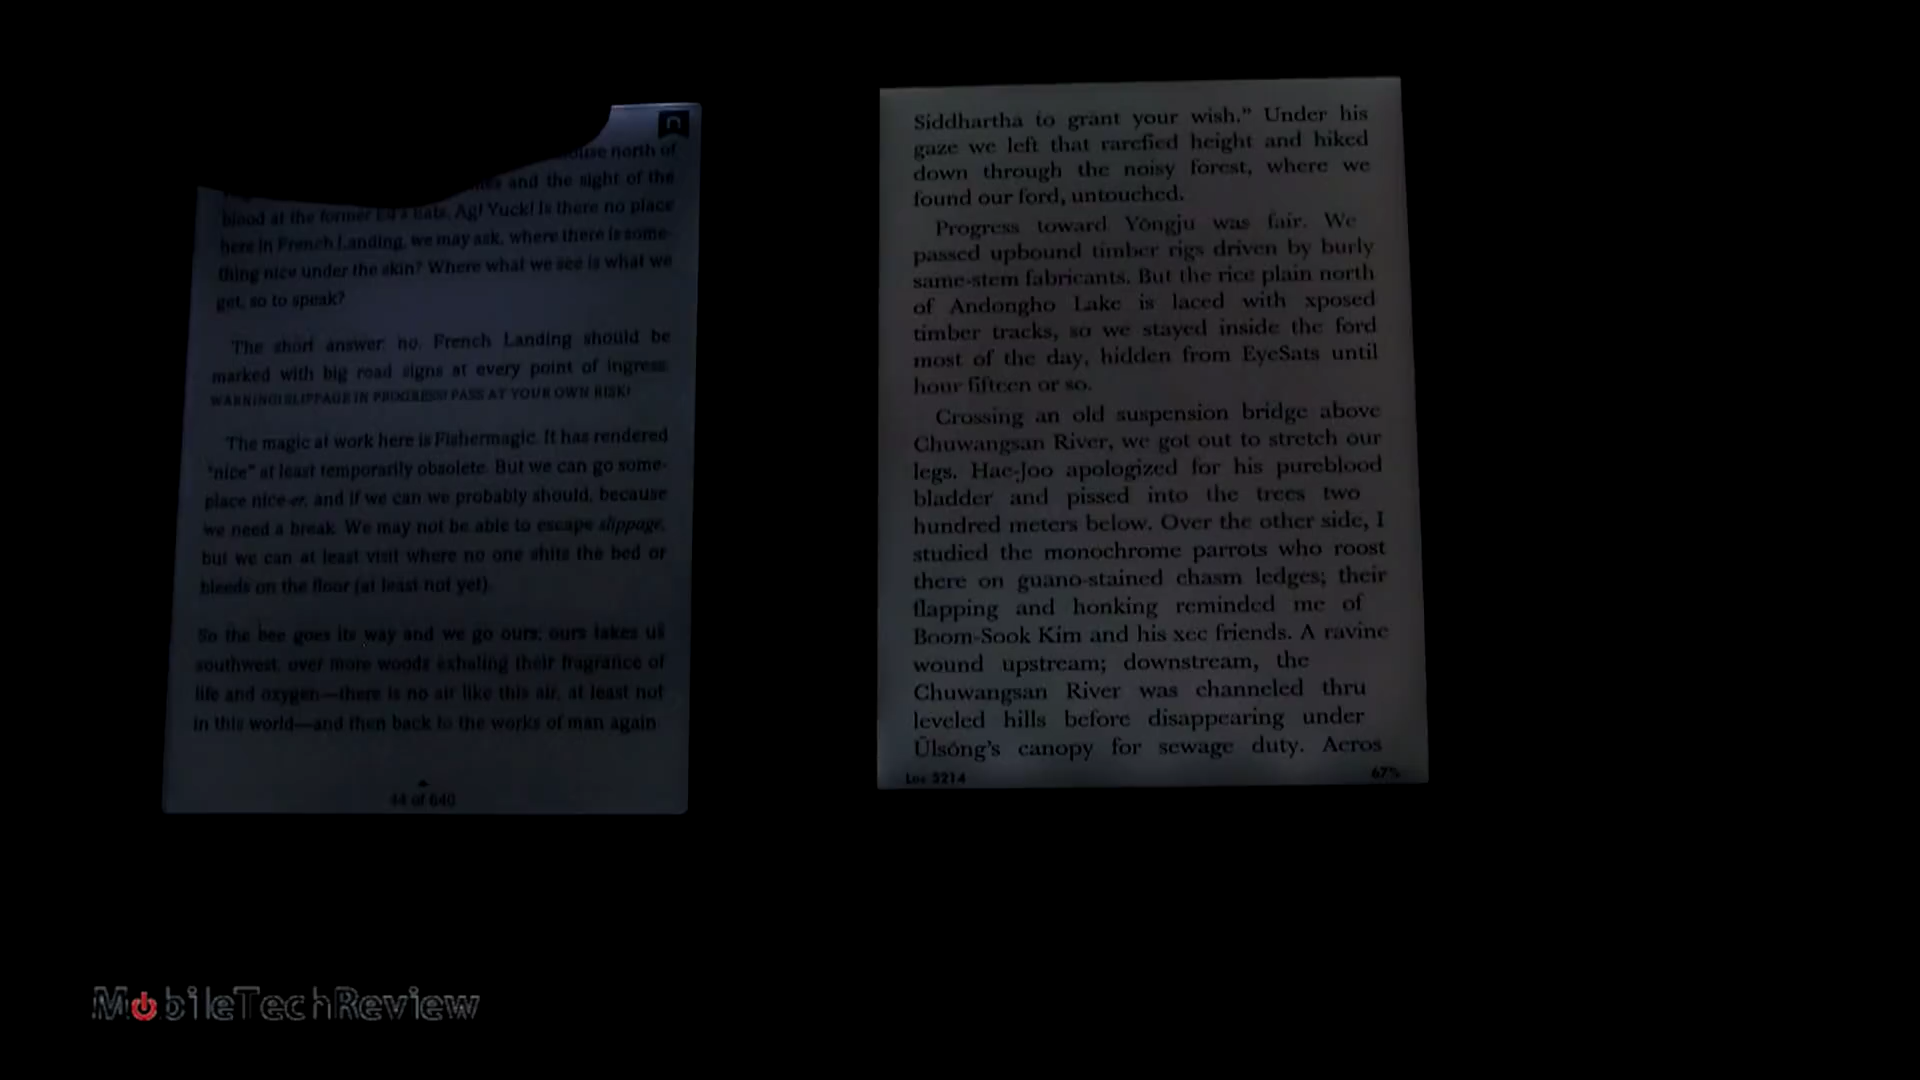 ouse north of
and the sight of the
blood at the former Ed's Eats. Ag! Yuck! Is there no place
here in French Landing, we may ask, where there is some-
thing nice under the skin? Where what we see is what we
get, so to speak?
The short answer: no. French Landing should be
marked with big road signs at every point of ingress:
WARNING! SLIPPAGE IN PROGRESS! PASS AT YOUR OWN RISK!
The magic at work here is Fishermagic. It has rendered
"nice" at least temporarily obsolete. But we can go some-
place nice-er, and if we can we probably should, because
we need a break. We may not be able to escape slippage,
but we can at least visit where no one shits the bed or
bleeds on the floor (at least not yet).
So the bee goes its way and we go ours; ours takes us
southwest, over more woods exhaling their fragrance of
life and oxygen—there is no air like this air, at least not
in this world—and then back to the works of man again
44 of 640
Siddhartha to grant your wish." Under his
gaze we left that rarefied height and hiked
down through the noisy forest, where we
found our ford, untouched.
Progress toward Yōngju was fair. We
passed upbound timber rigs driven by burly
same-stem fabricants. But the rice plain north
of Andongho Lake is laced with xposed
timber tracks, so we stayed inside the ford
most of the day, hidden from EyeSats until
hour fifteen or so.
Crossing an old suspension bridge above
Chuwangsan River, we got out to stretch our
legs. Hae-Joo apologized for his pureblood
bladder and pissed into the trees two
hundred meters below. Over the other side, I
studied the monochrome parrots who roost
there on guano-stained chasm ledges; their
flapping and honking reminded me of
Boom-Sook Kim and his xec friends. A ravine
wound upstream; downstream, the
Chuwangsan River was channeled thru
leveled hills before disappearing under
Ūlsōng's canopy for sewage duty. Acros
Loc 3214
67%
MobileTechReview